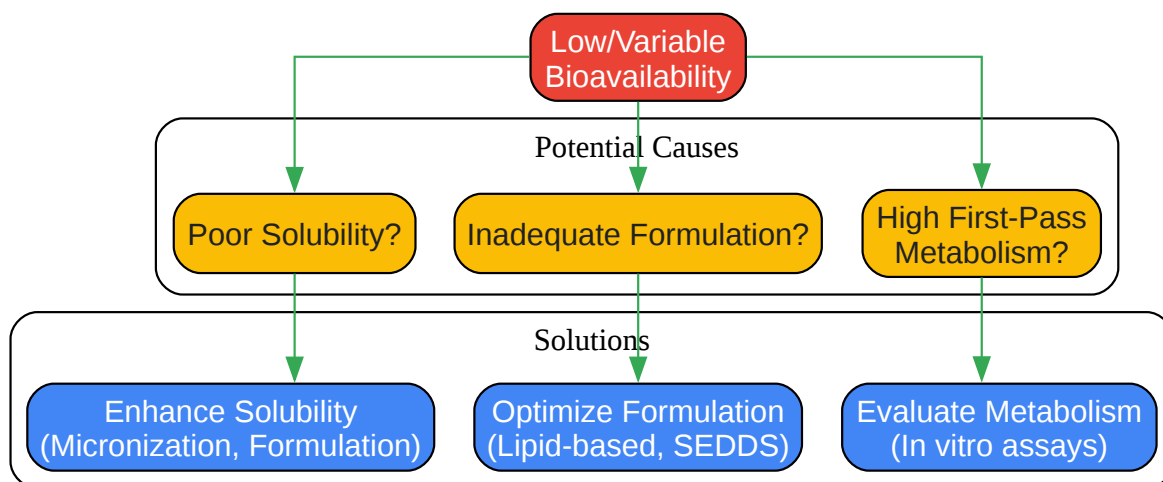 Low/Variable
Bioavailability
Potential Causes
Poor Solubility?
Inadequate Formulation?
High First-Pass
Metabolism?
Solutions
Enhance Solubility
(Micronization, Formulation)
Optimize Formulation
(Lipid-based, SEDDS)
Evaluate Metabolism
(In vitro assays)